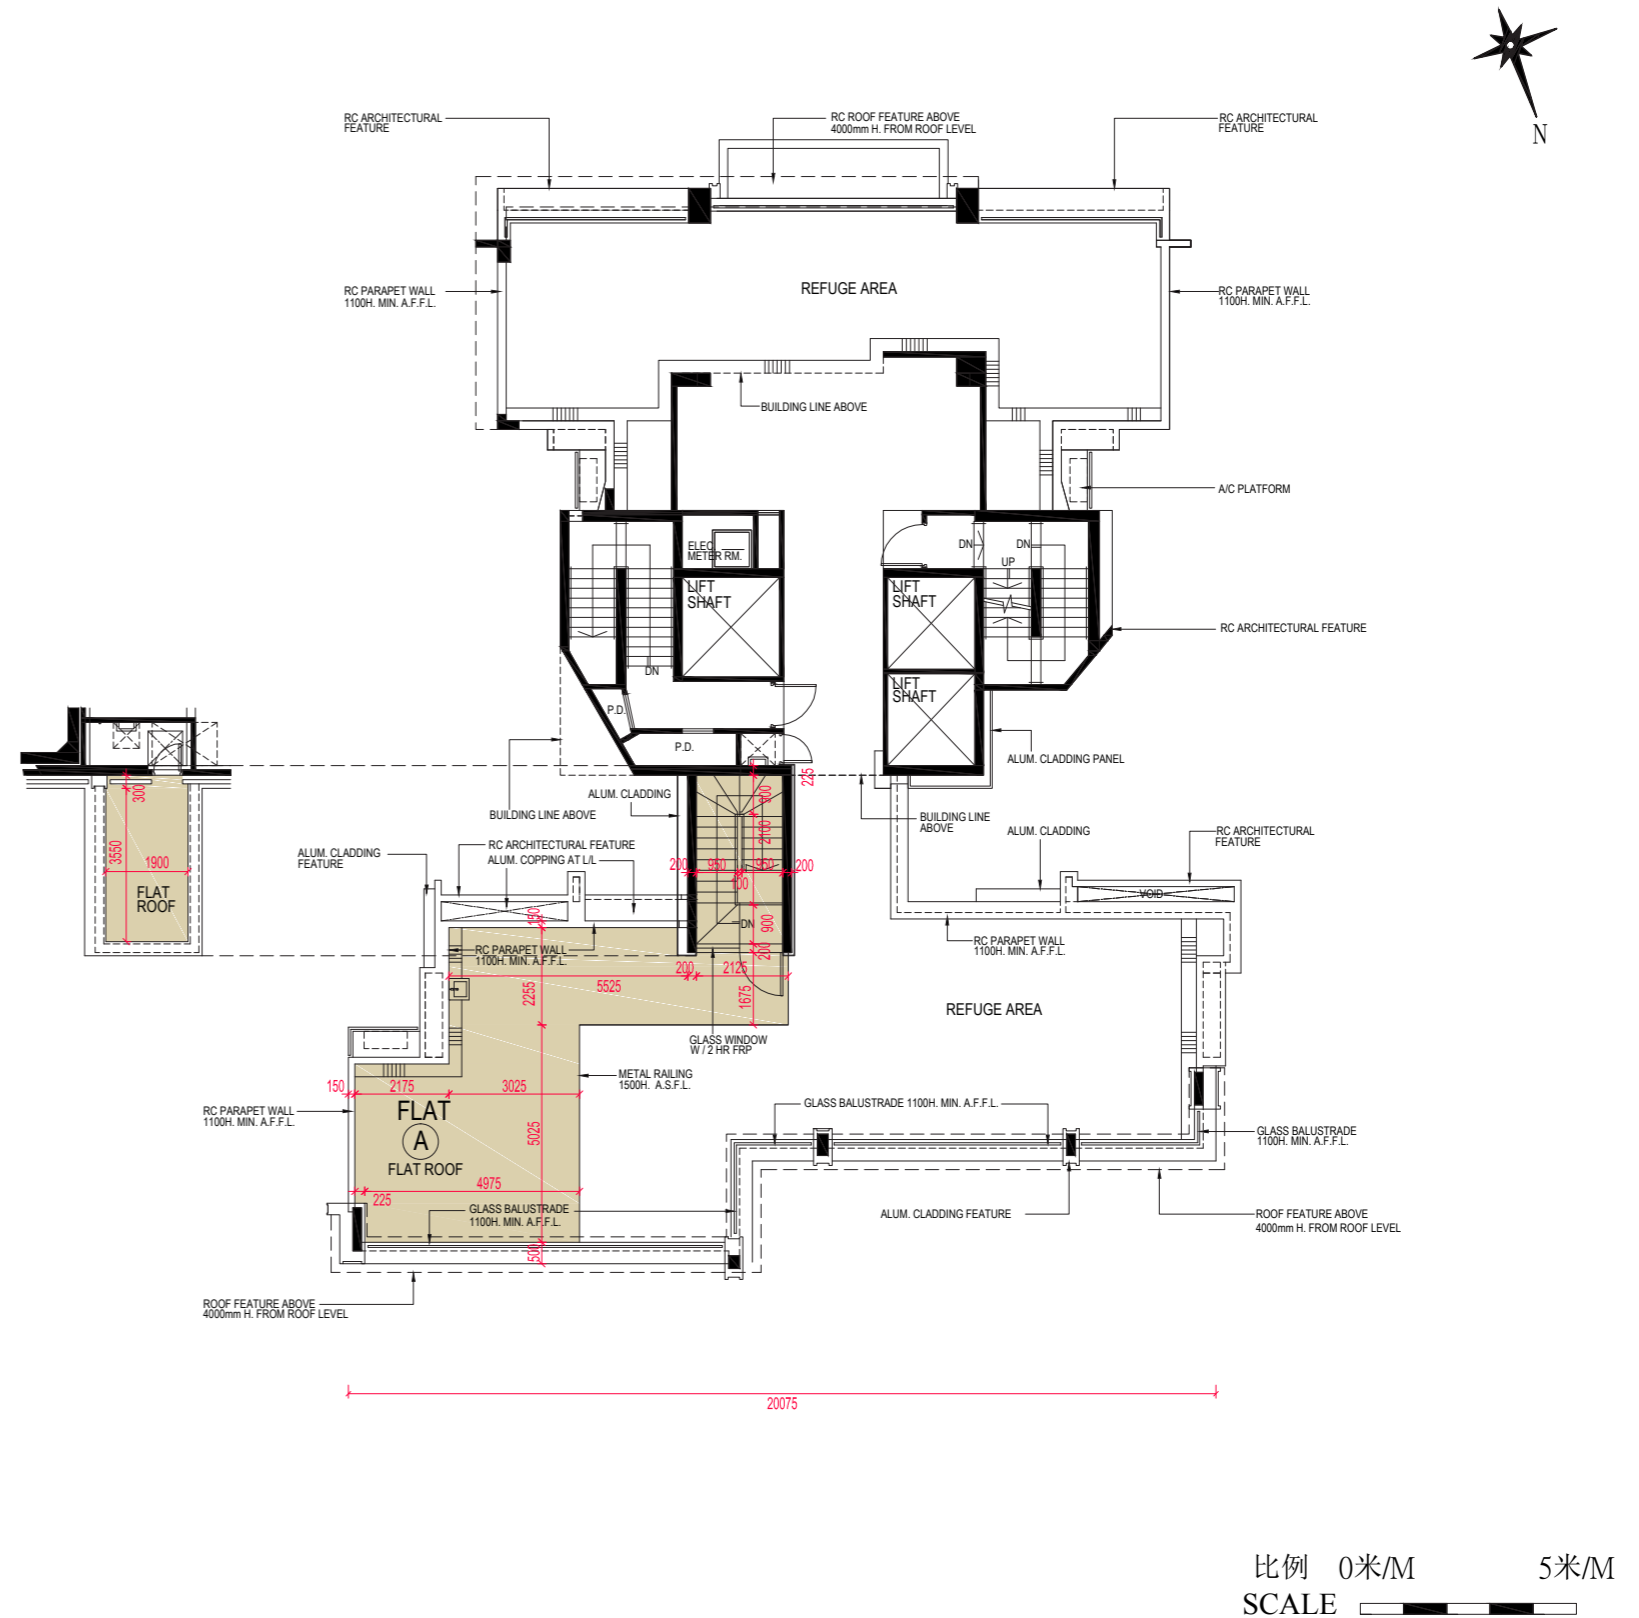 N
RC ARCHITECTURAL
FEATURE
RC ROOF FEATURE ABOVE
4000mm H. FROM ROOF LEVEL
RC ARCHITECTURAL
FEATURE
RC PARAPET WALL
1100H. MIN. A.F.F.L.
REFUGE AREA
RC PARAPET WALL
1100H. MIN. A.F.F.L.
BUILDING LINE ABOVE
A/C PLATFORM
ELEC
METER RM.
LIFT
SHAFT
DN
DN
UP
LIFT
SHAFT
RC ARCHITECTURAL FEATURE
DN
LIFT
SHAFT
P.D.
P.D.
ALUM. CLADDING PANEL
225
300
3550
1900
FLAT
ROOF
ALUM. CLADDING
BUILDING LINE ABOVE
900
2100
BUILDING LINE
ABOVE
ALUM. CLADDING
RC ARCHITECTURAL
FEATURE
ALUM. CLADDING
FEATURE
RC ARCHITECTURAL FEATURE
ALUM. COPPING AT L/L
200
950
950
200
100
VOID
150
DN
900
200
RC PARAPET WALL
1100H. MIN. A.F.F.L.
RC PARAPET WALL
1100H. MIN. A.F.F.L.
200
2125
5525
2255
1675
REFUGE AREA
GLASS WINDOW
W / 2 HR FRP
METAL RAILING
1500H. A.S.F.L.
150
2175
3025
RC PARAPET WALL
1100H. MIN. A.F.F.L.
FLAT
A
FLAT ROOF
5025
GLASS BALUSTRADE 1100H. MIN. A.F.F.L.
GLASS BALUSTRADE
1100H. MIN. A.F.F.L.
4975
225
GLASS BALUSTRADE
1100H. MIN. A.F.F.L.
ALUM. CLADDING FEATURE
ROOF FEATURE ABOVE
4000mm H. FROM ROOF LEVEL
500
ROOF FEATURE ABOVE
4000mm H. FROM ROOF LEVEL
20075
比例 0米/M 5米/M
SCALE